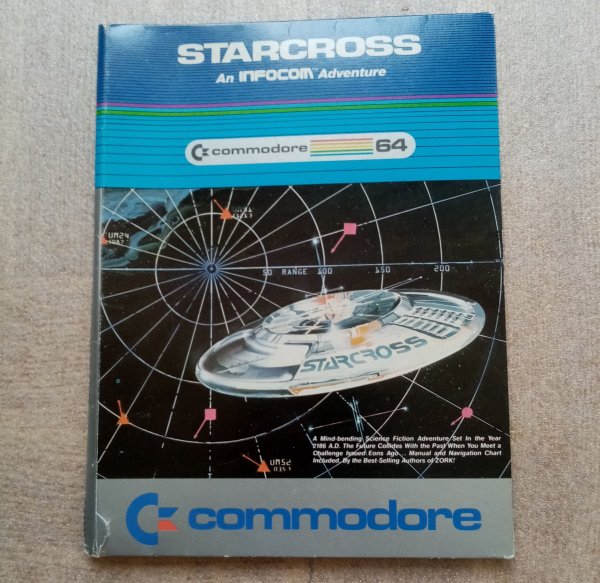 STARCROSS
An INFOCOM™ Adventure
commodore 64
UM24
50 RANGE 100 150 200
STARCROSS
A Mind-bending Science Fiction Adventure Set In the Year
2186 A.D. The Future Collides With the Past When You Meet a
Challenge Issued Eons Ago... Manual and Navigation Chart
Included. By the Best-Selling Authors of ZORK!
UM52
commodore